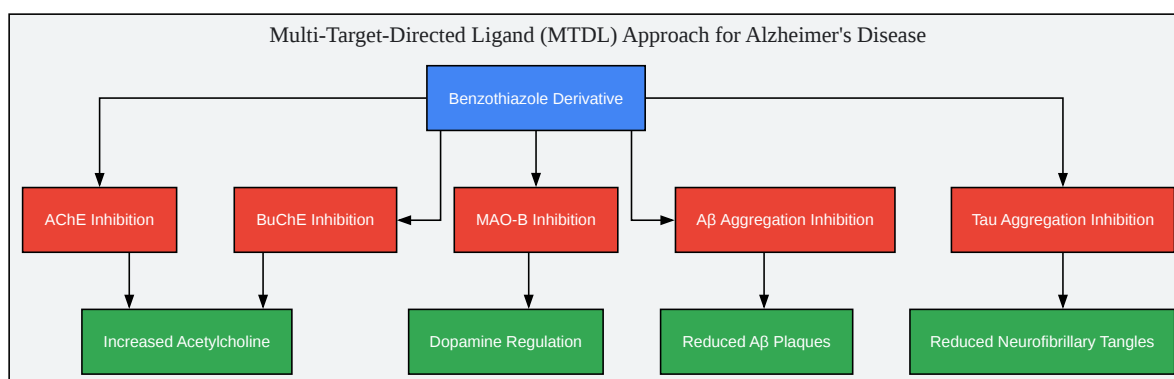 Multi-Target-Directed Ligand (MTDL) Approach for Alzheimer's Disease
Benzothiazole Derivative
AChE Inhibition
BuChE Inhibition
MAO-B Inhibition
Aβ Aggregation Inhibition
Tau Aggregation Inhibition
Increased Acetylcholine
Dopamine Regulation
Reduced Aβ Plaques
Reduced Neurofibrillary Tangles